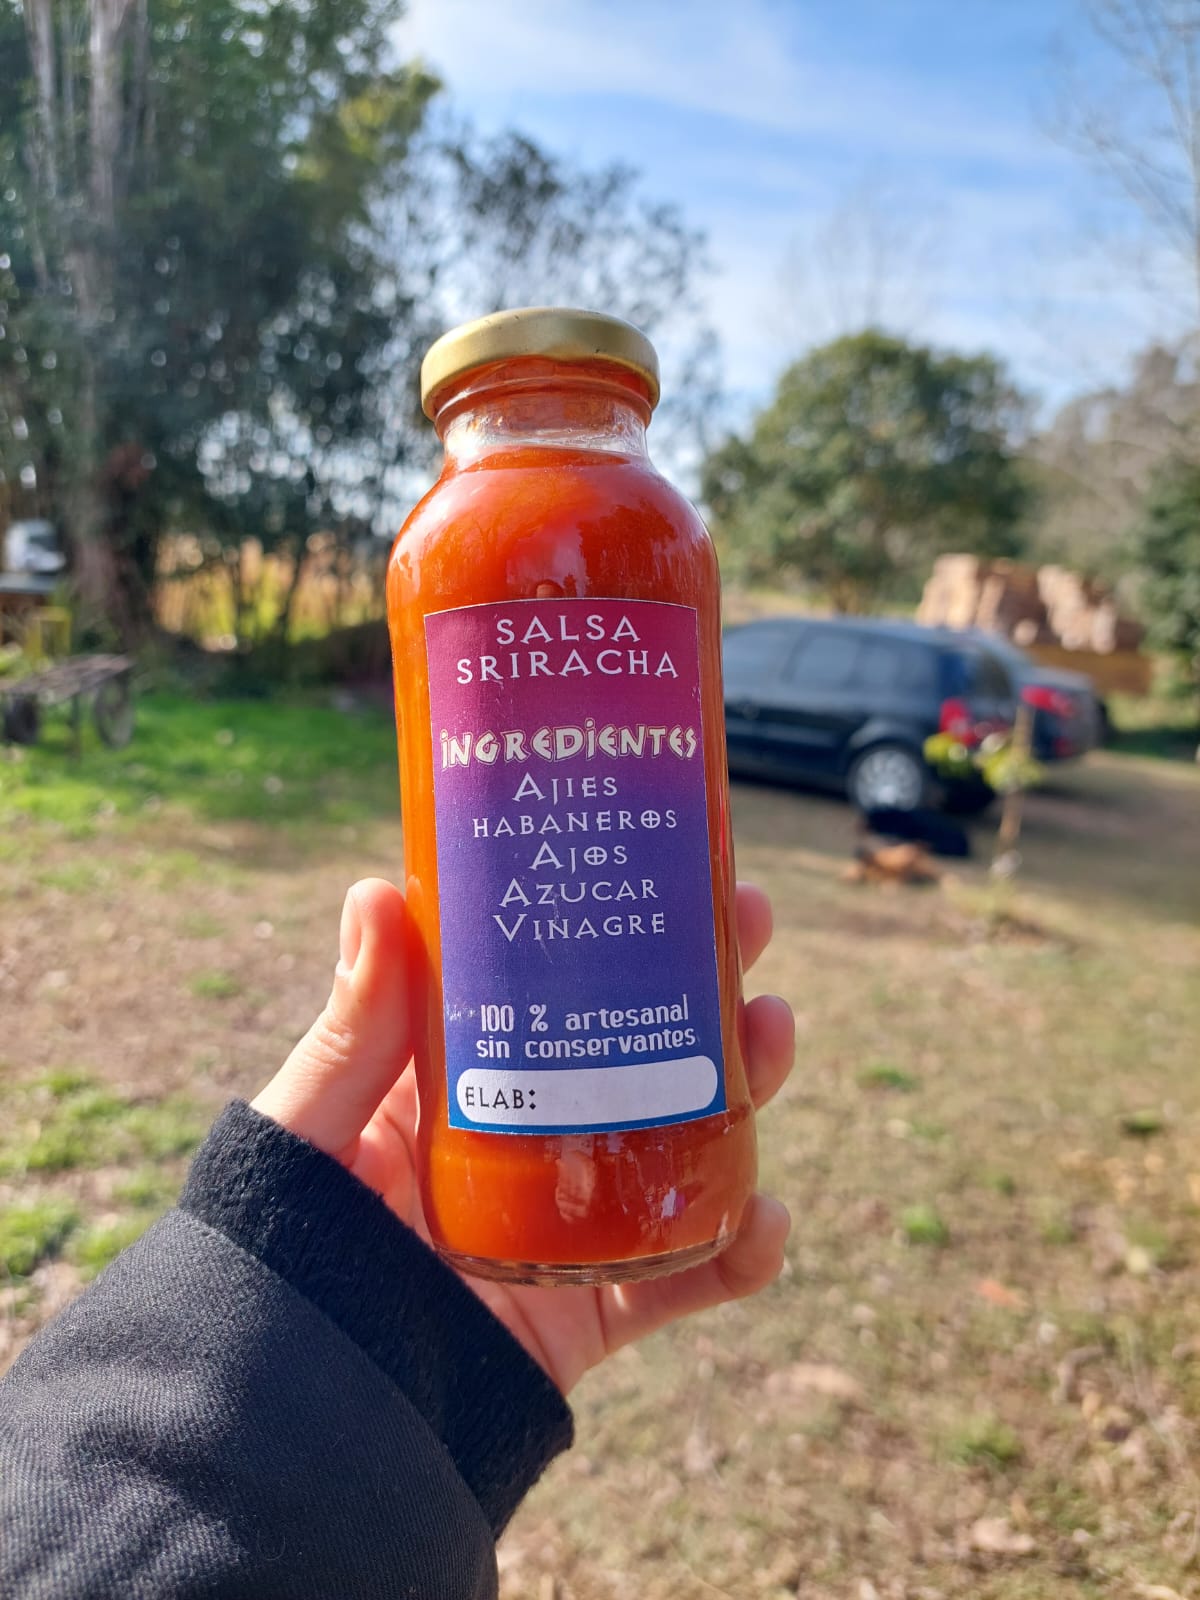 SALSA
SRIRACHA
iNGREDiENTES
AJIES
HABANEROS
AJOS
AZUCAR
VINAGRE
100 % artesanal
sin conservantes
ELAB: